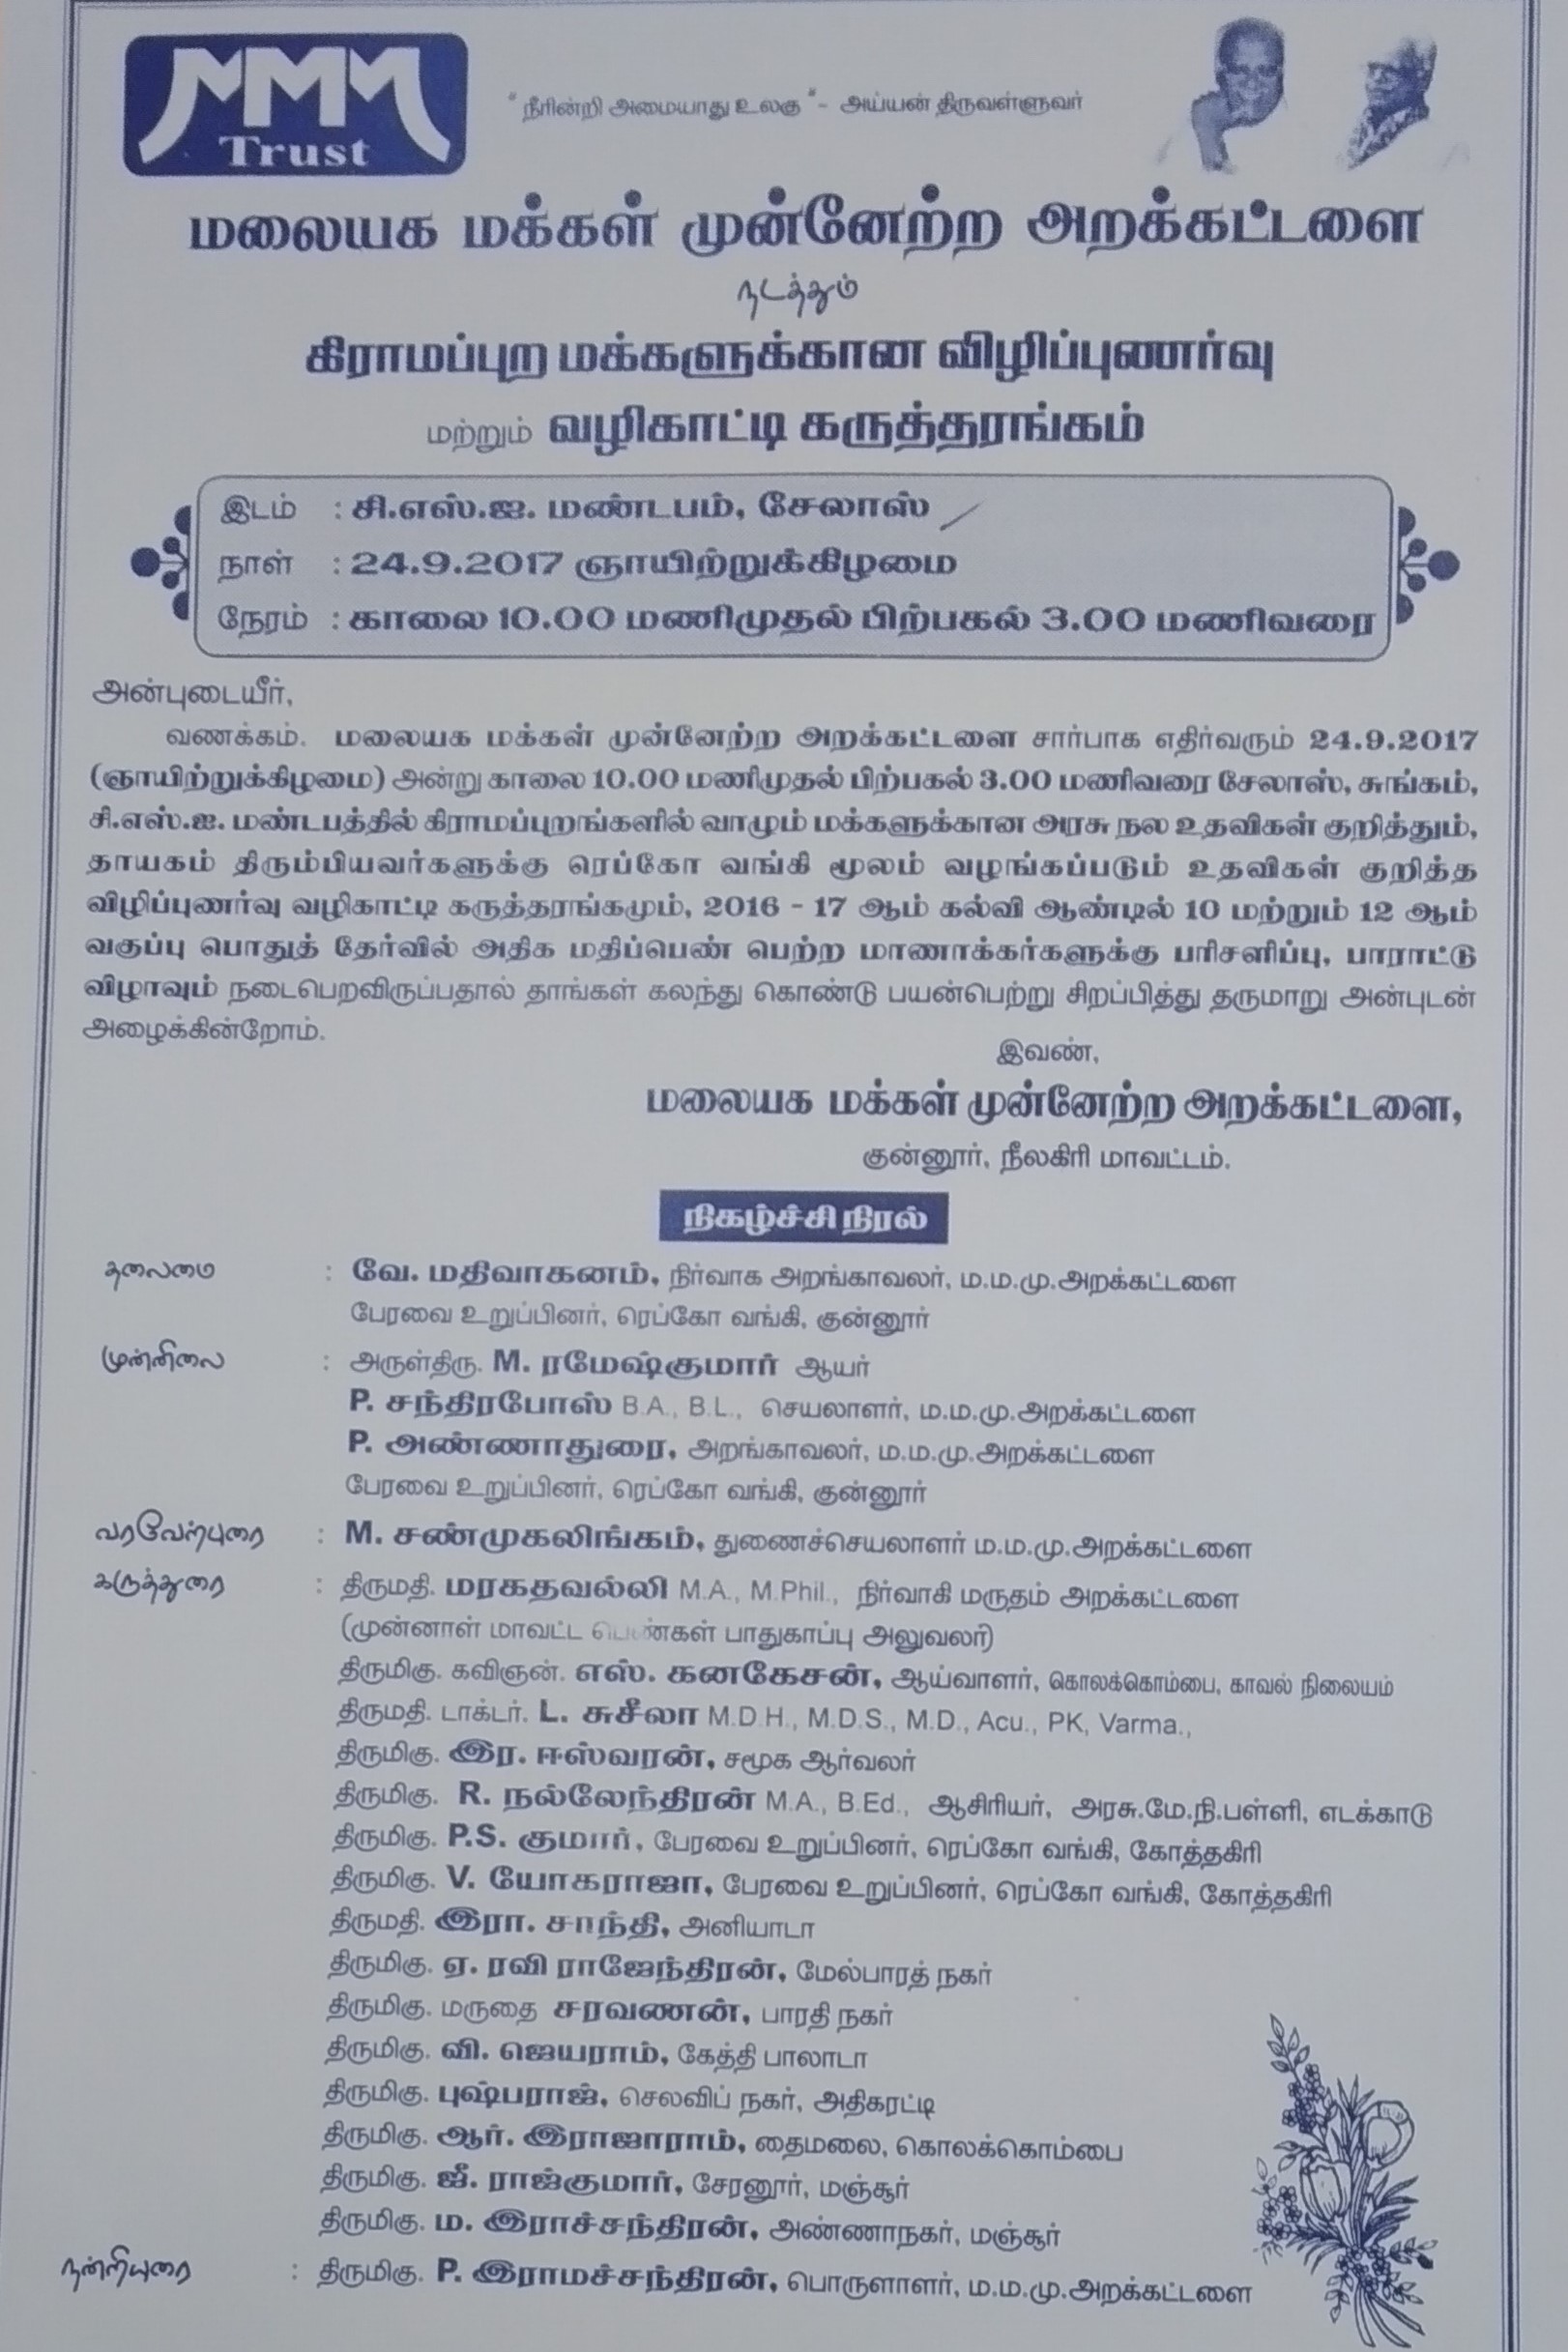 MMM
Trust
"நீரின்றி அமையாது உலகு" - அய்யன் திருவள்ளுவர்
மலையக மக்கள் முன்னேற்ற அறக்கட்டளை
நடத்தும்
கிராமப்புற மக்களுக்கான விழிப்புணர்வு
மற்றும் வழிகாட்டி கருத்தரங்கம்
இடம் : சி.எஸ்.ஐ. மண்டபம், சேலாஸ்
நாள் : 24.9.2017 ஞாயிற்றுக்கிழமை
நேரம் : காலை 10.00 மணிமுதல் பிற்பகல் 3.00 மணிவரை
அன்புடையீர்,
வணக்கம். மலையக மக்கள் முன்னேற்ற அறக்கட்டளை சார்பாக எதிர்வரும் 24.9.2017
(ஞாயிற்றுக்கிழமை) அன்று காலை 10.00 மணிமுதல் பிற்பகல் 3.00 மணிவரை சேலாஸ், சுங்கம்,
சி.எஸ்.ஐ. மண்டபத்தில் கிராமப்புறங்களில் வாழும் மக்களுக்கான அரசு நல உதவிகள் குறித்தும்,
தாயகம் திரும்பியவர்களுக்கு ரெப்கோ வங்கி மூலம் வழங்கப்படும் உதவிகள் குறித்த
விழிப்புணர்வு வழிகாட்டி கருத்தரங்கமும், 2016 - 17 ஆம் கல்வி ஆண்டில் 10 மற்றும் 12 ஆம்
வகுப்பு பொதுத் தேர்வில் அதிக மதிப்பெண் பெற்ற மாணாக்கர்களுக்கு பரிசளிப்பு, பாராட்டு
விழாவும் நடைபெறவிருப்பதால் தாங்கள் கலந்து கொண்டு பயன்பெற்று சிறப்பித்து தருமாறு அன்புடன்
அழைக்கின்றோம்.
இவண்,
மலையக மக்கள் முன்னேற்ற அறக்கட்டளை,
குன்னூர், நீலகிரி மாவட்டம்.
நிகழ்ச்சி நிரல்
தலைமை : வே. மதிவாகனம், நிர்வாக அறங்காவலர், ம.ம.மு.அறக்கட்டளை
பேரவை உறுப்பினர், ரெப்கோ வங்கி, குன்னூர்
முன்னிலை : அருள்திரு. M. ரமேஷ்குமார் ஆயர்
P. சந்திரபோஸ் B.A., B.L., செயலாளர், ம.ம.மு.அறக்கட்டளை
P. அண்ணாதுரை, அறங்காவலர், ம.ம.மு.அறக்கட்டளை
பேரவை உறுப்பினர், ரெப்கோ வங்கி, குன்னூர்
வரவேற்புரை : M. சண்முகலிங்கம், துணைச்செயலாளர் ம.ம.மு.அறக்கட்டளை
கருத்துரை : திருமதி. மரகதவல்லி M.A., M.Phil., நிர்வாகி மருதம் அறக்கட்டளை
(முன்னாள் மாவட்ட பெண்கள் பாதுகாப்பு அலுவலர்)
திருமிகு. கவிஞன். எஸ். கனகேசன், ஆய்வாளர், கொலக்கொம்பை, காவல் நிலையம்
திருமதி. டாக்டர். L. சுசீலா M.D.H., M.D.S., M.D., Acu., PK, Varma.,
திருமிகு. இர. ஈஸ்வரன், சமூக ஆர்வலர்
திருமிகு. R. நல்லேந்திரன் M.A., B.Ed., ஆசிரியர், அரசு.மே.நி.பள்ளி, எடக்காடு
திருமிகு. P.S. குமார், பேரவை உறுப்பினர், ரெப்கோ வங்கி, கோத்தகிரி
திருமிகு. V. யோகராஜா, பேரவை உறுப்பினர், ரெப்கோ வங்கி, கோத்தகிரி
திருமதி. இரா. சாந்தி, அனியாடா
திருமிகு. ஏ. ரவி ராஜேந்திரன், மேல்பாரத் நகர்
திருமிகு. மருதை சரவணன், பாரதி நகர்
திருமிகு. வி. ஜெயராம், கேத்தி பாலாடா
திருமிகு. புஷ்பராஜ், செலவிப் நகர், அதிகரட்டி
திருமிகு. ஆர். இராஜாராம், தைமலை, கொலக்கொம்பை
திருமிகு. ஜீ. ராஜ்குமார், சேரனூர், மஞ்சூர்
திருமிகு. ம. இராச்சந்திரன், அண்ணாநகர், மஞ்சூர்
நன்றியுரை : திருமிகு. P. இராமச்சந்திரன், பொருளாளர், ம.ம.மு.அறக்கட்டளை